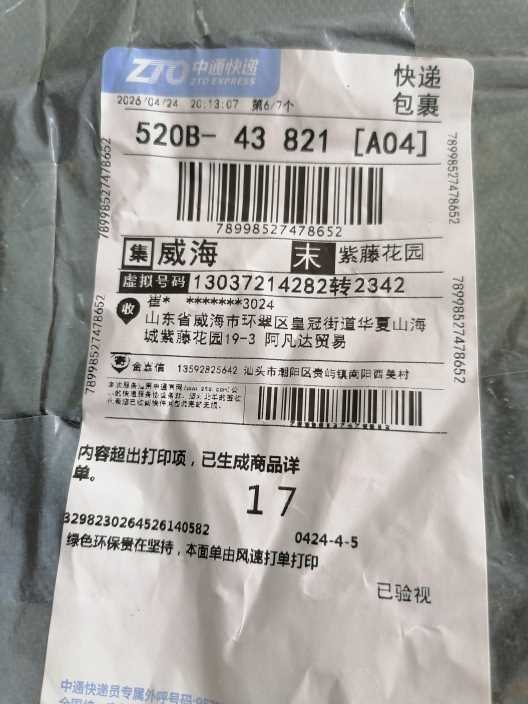 ZTO 中通快递
ZTO EXPRESS
快递
包裹
2026/04/24 20:13:07 第6/7个
520B- 43 821 [A04]
78998527478652
78998527478652
78998527478652
集 威海 末 紫藤花园
虚拟号码 13037214282转2342
收 崔* *******3024
山东省威海市环翠区皇冠街道华夏山海
城紫藤花园19-3 阿凡达贸易
78998527478652
78998527478652
寄 金嘉信 13592825642 汕头市潮阳区贵屿镇南阳西美村
78998527478652
内容超出打印项，已生成商品详
单。
17
3298230264526140582
0424-4-5
绿色环保贵在坚持，本面单由风速打单打印
已验视
中通快递员专属外呼号码:95